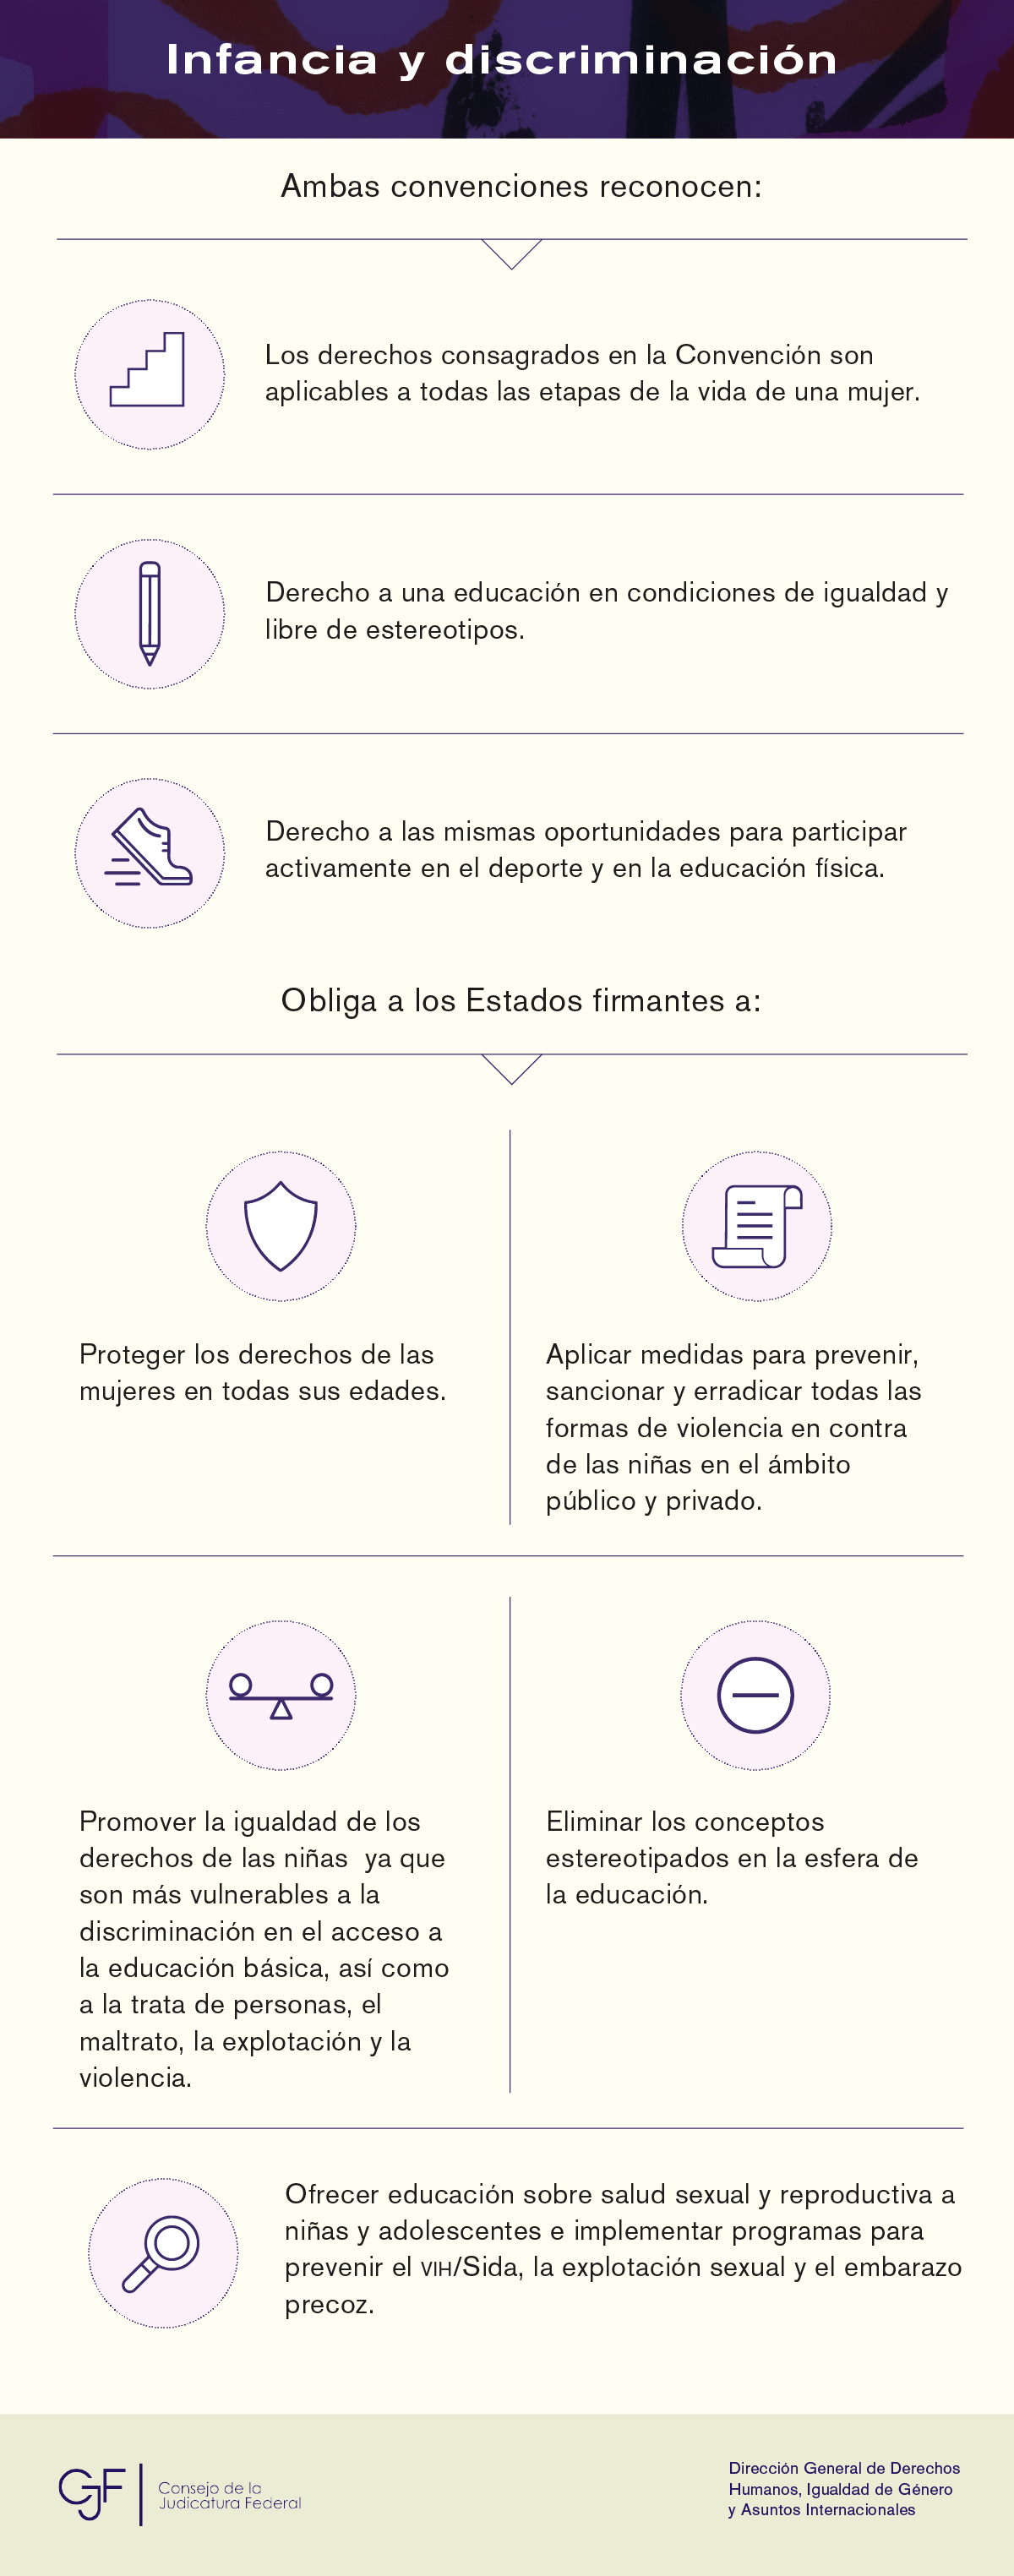 Infancia y discriminación
Ambas convenciones reconocen:
Los derechos consagrados en la Convención son
aplicables a todas las etapas de la vida de una mujer.
Derecho a una educación en condiciones de igualdad y
libre de estereotipos.
Derecho a las mismas oportunidades para participar
activamente en el deporte y en la educación física.
Obliga a los Estados firmantes a:
Proteger los derechos de las
mujeres en todas sus edades.
Aplicar medidas para prevenir,
sancionar y erradicar todas las
formas de violencia en contra
de las niñas en el ámbito
público y privado.
Promover la igualdad de los
derechos de las niñas  ya que
son más vulnerables a la
discriminación en el acceso a
la educación básica, así como
a la trata de personas, el
maltrato, la explotación y la
violencia.
Eliminar los conceptos
estereotipados en la esfera de
la educación.
Ofrecer educación sobre salud sexual y reproductiva a
niñas y adolescentes e implementar programas para
prevenir el VIH/Sida, la explotación sexual y el embarazo
precoz.
CJF
Consejo de la
Judicatura Federal
Dirección General de Derechos
Humanos, Igualdad de Género
y Asuntos Internacionales